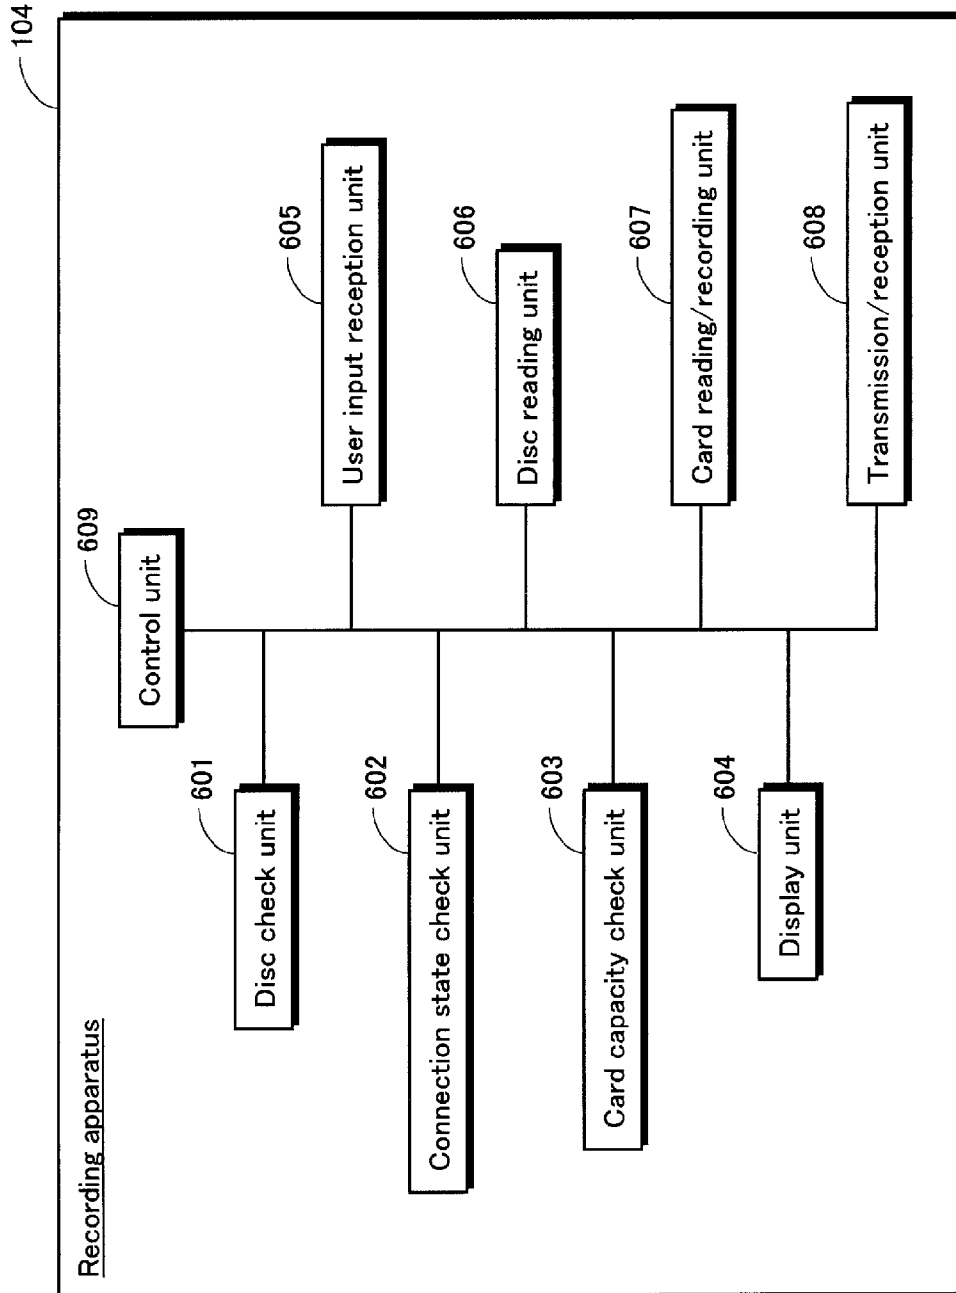 104
Recording apparatus
609
Control unit
601
Disc check unit
605
User input reception unit
602
Connection state check unit
606
Disc reading unit
603
Card capacity check unit
607
Card reading/recording unit
604
Display unit
608
Transmission/reception unit